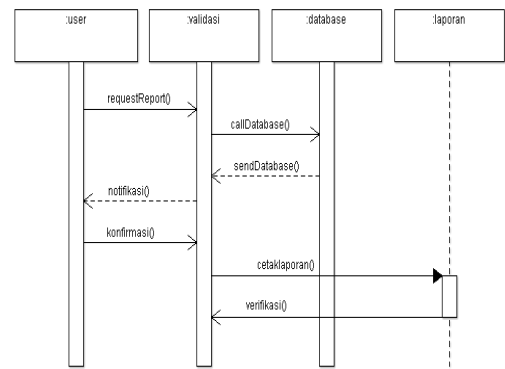 :user
:validasi
:database
:laporan
requestReport()
callDatabase()
sendDatabase()
notifikasi()
konfirmasi()
cetaklaporan()
verifikasi()